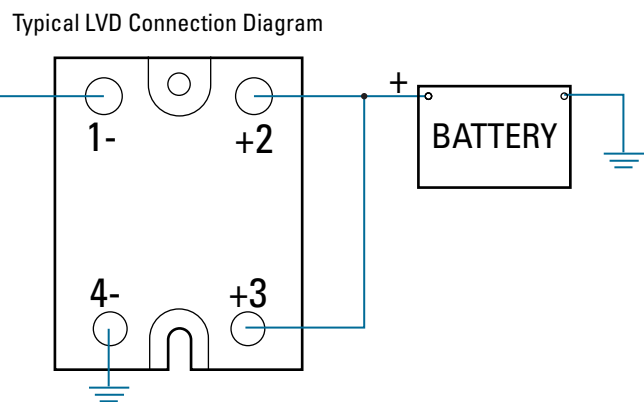 Typical LVD Connection Diagram
+
1-
+2
BATTERY
4-
+3